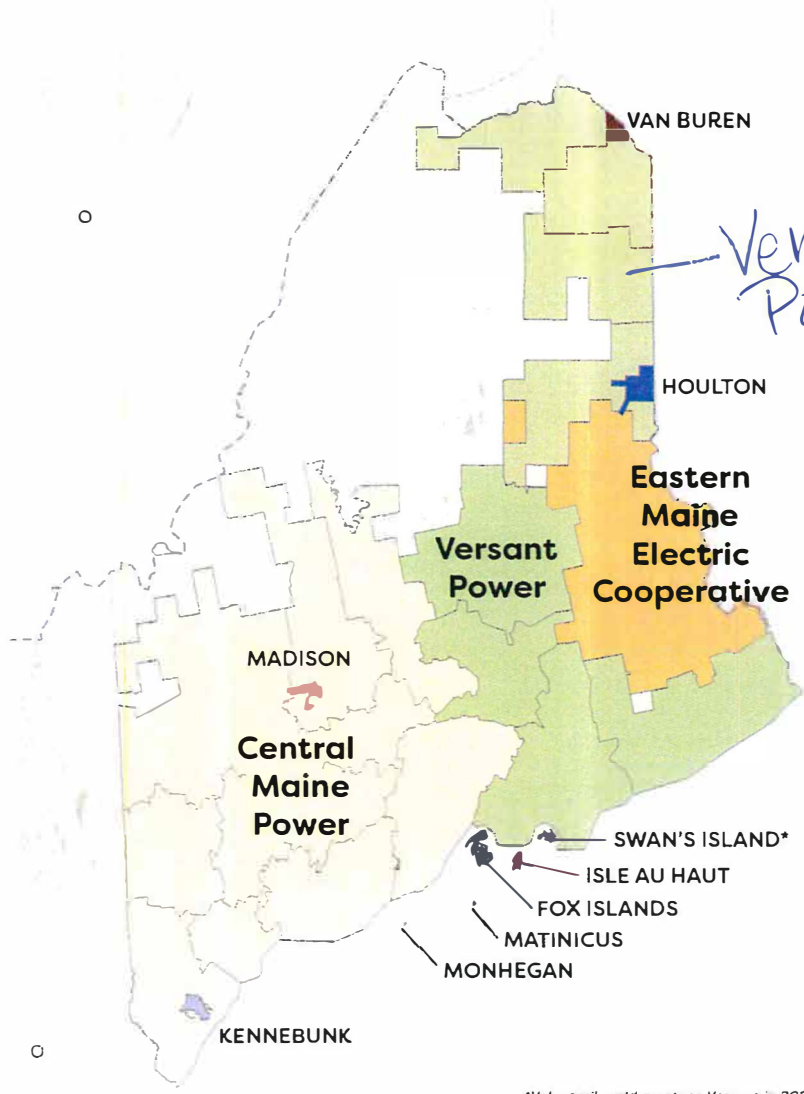 VAN BUREN
HOULTON
Eastern
Maine
Electric
Cooperative
Versant
Power
MADISON
Central
Maine
Power
SWAN'S ISLAND*
ISLE AU HAUT
FOX ISLANDS
MATINICUS
MONHEGAN
KENNEBUNK